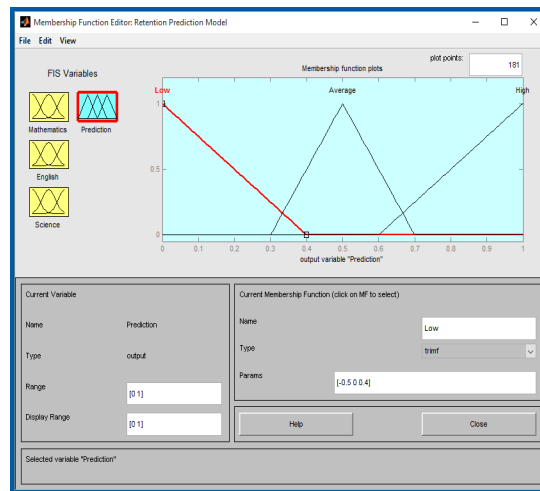 Membership Function Editor: Retention Prediction Model
File Edit View
FIS Variables
Mathematics
Prediction
English
Science
Membership function plots
plot points:
181
Low
Average
High
1
0.5
0
0 0.1 0.2 0.3 0.4 0.5 0.6 0.7 0.8 0.9 1
output variable "Prediction"
Current Variable
Name Prediction
Type output
Range [0 1]
Display Range [0 1]
Current Membership Function (click on MF to select)
Name Low
Type trimf
Params [-0.5 0 0.4]
Help Close
Selected variable "Prediction"